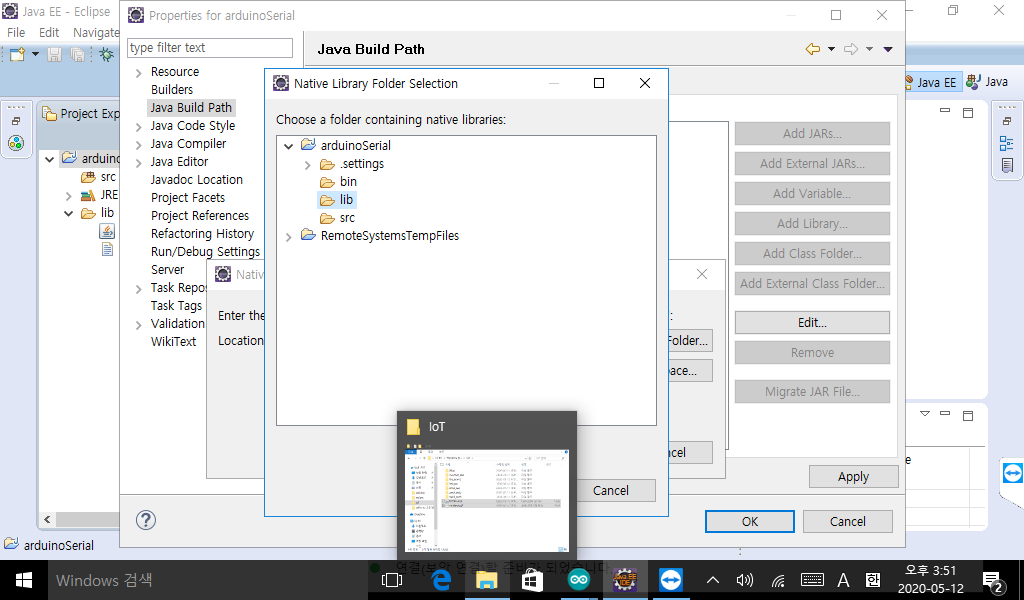 Java EE - Eclipse
File Edit Navigate
Project Exp
arduino
src
JRE
lib
arduinoSerial
Properties for arduinoSerial
type filter text
Resource
Builders
Java Build Path
Java Code Style
Java Compiler
Java Editor
Javadoc Location
Project Facets
Project References
Refactoring History
Run/Debug Settings
Server
Task Repos
Task Tags
Validation
WikiText
Java Build Path
Native Library Folder Selection
Choose a folder containing native libraries:
arduinoSerial
.settings
bin
lib
src
RemoteSystemsTempFiles
Cancel
Nativ
Enter the
Location
:
Folder...
ace...
ncel
Add JARs...
Add External JARs...
Add Variable...
Add Library...
Add Class Folder...
Add External Class Folder...
Edit...
Remove
Migrate JAR File...
Apply
OK
Cancel
Java EE
Java
e
IoT
Windows 검색
A
오후 3:51
2020-05-12
2